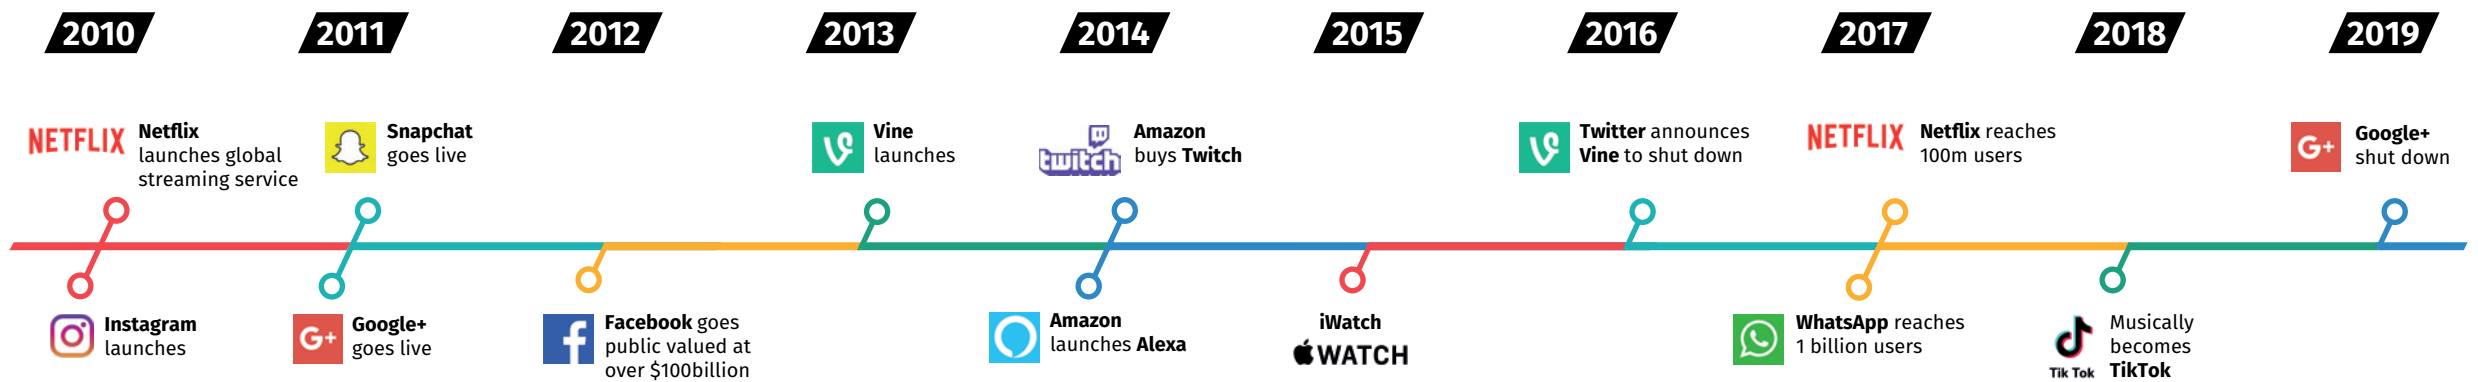 2010
2011
2012
2013
2014
2015
2016
2017
2018
2019
NETFLIX
Netflix
launches global
streaming service
Snapchat
goes live
Vine
launches
twitch
Amazon
buys Twitch
Twitter announces
Vine to shut down
NETFLIX
Netflix reaches
100m users
G+
Google+
shut down
Instagram
launches
G+
Google+
goes live
f
Facebook goes
public valued at
over $100billion
Amazon
launches Alexa
iWatch
WATCH
WhatsApp reaches
1 billion users
Tik Tok
Musically
becomes
TikTok